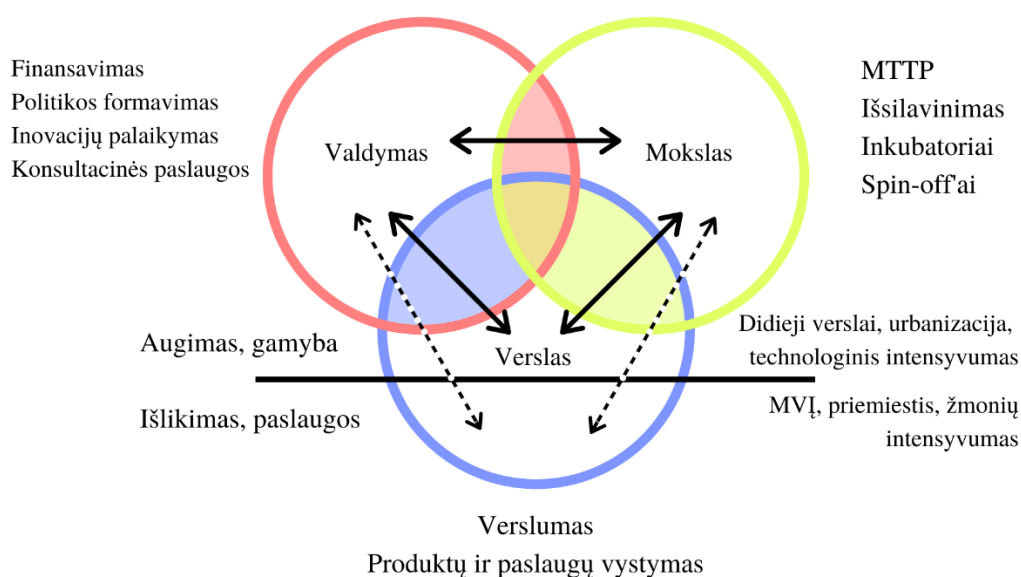 Finansavimas
Politikos formavimas
Inovacijų palaikymas
Konsultacinės paslaugos
Valdymas
Mokslas
MTTP
Išsilavinimas
Inkubatoriai
Spin-off'ai
Augimas, gamyba
Verslas
Didieji verslai, urbanizacija,
technologinis intensyvumas
Išlikimas, paslaugos
MVĮ, priemiestis, žmonių
intensyvumas
Verslumas
Produktų ir paslaugų vystymas